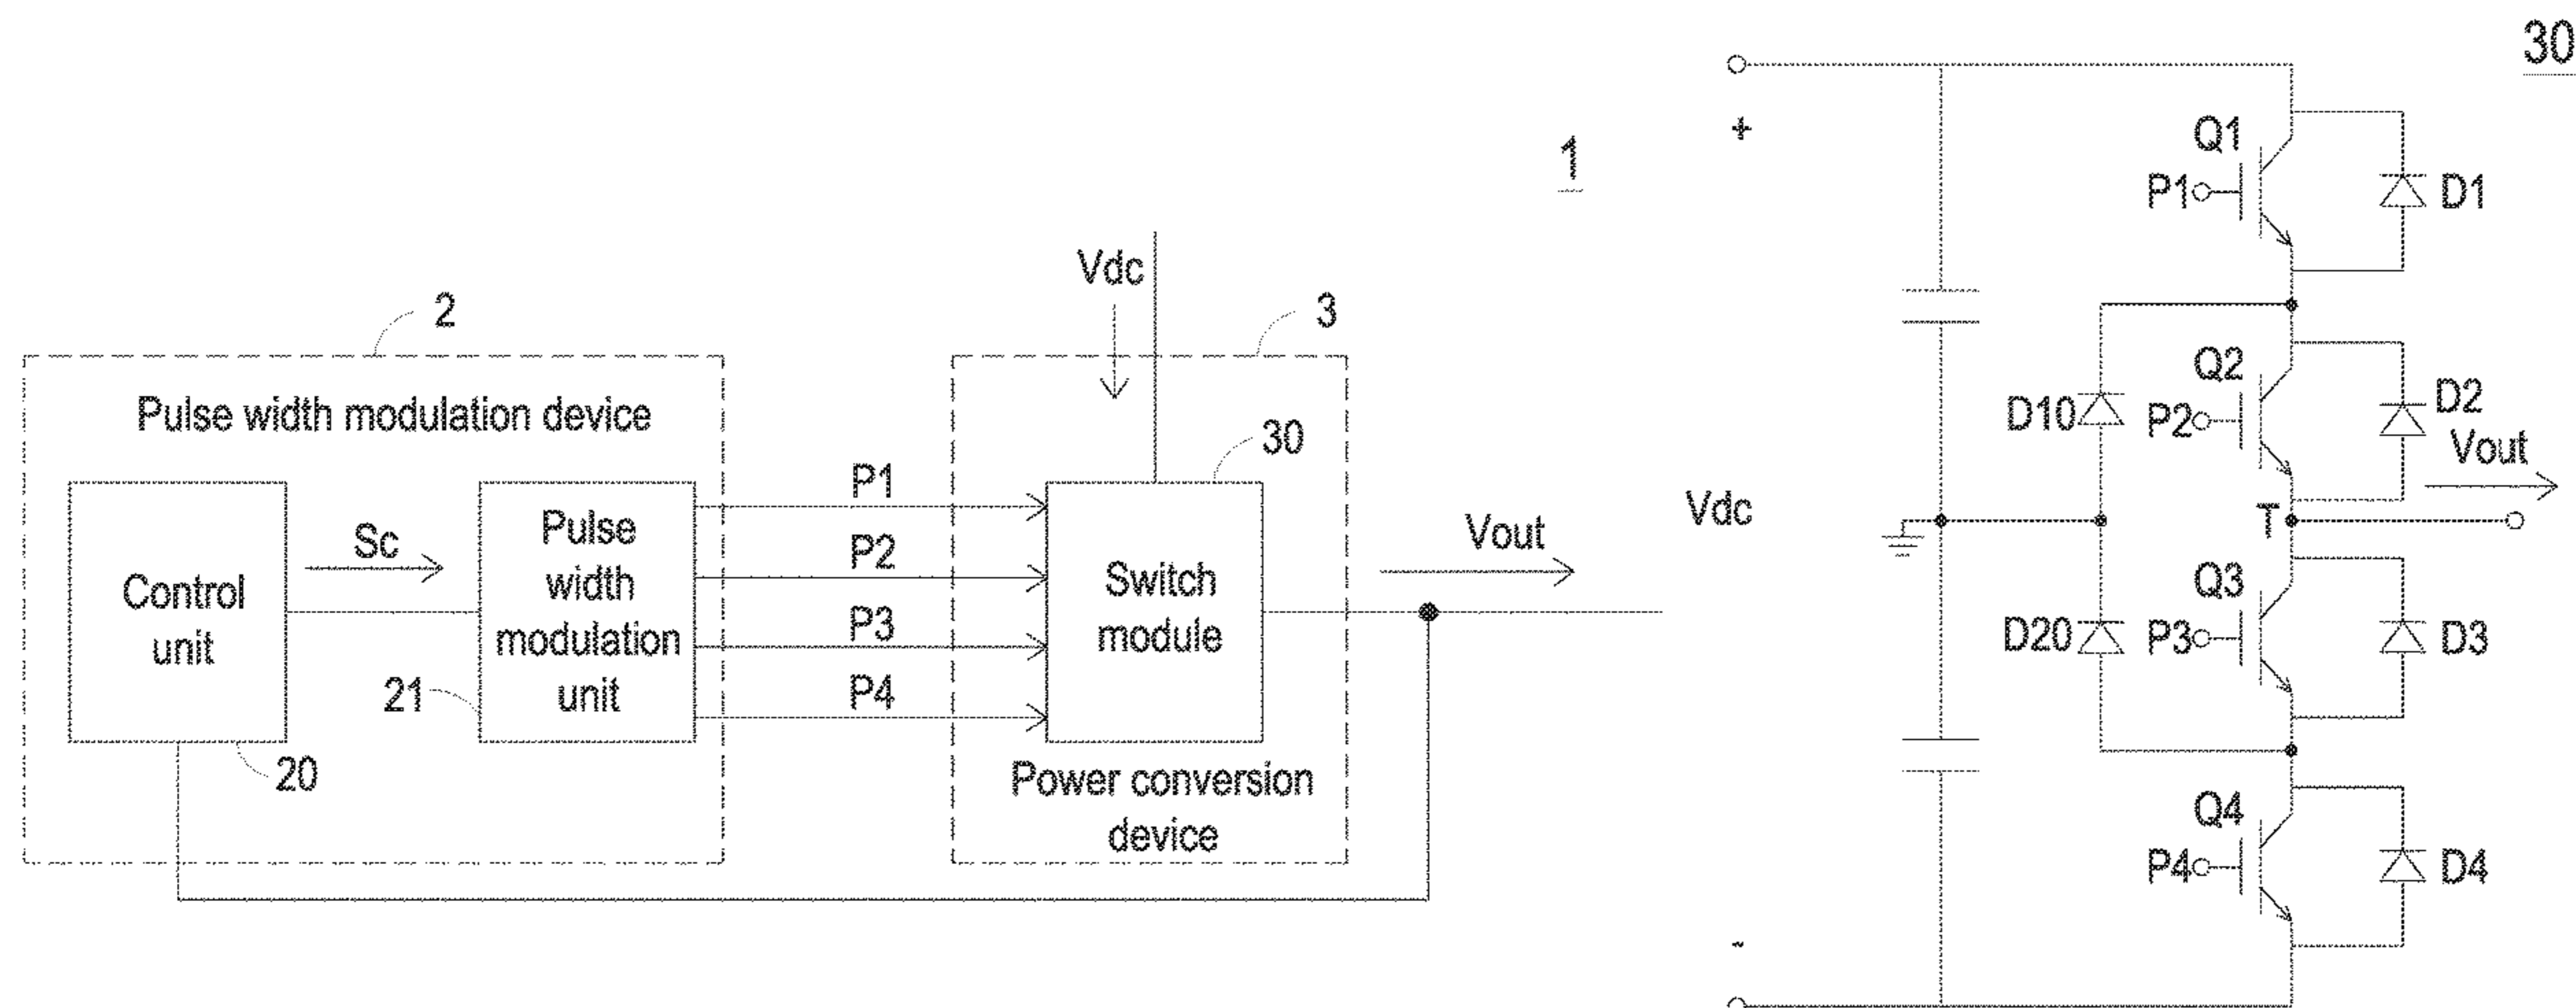 1
2
Pulse width modulation device
Control
unit
20
Sc
Pulse
width
modulation
unit
21
P1
P2
P3
P4
Vdc
3
30
Switch
module
Power conversion
device
Vout
30
+
Vdc
-
Q1
P1
D1
D10
Q2
P2
D2
Vout
T
D20
Q3
P3
D3
Q4
P4
D4